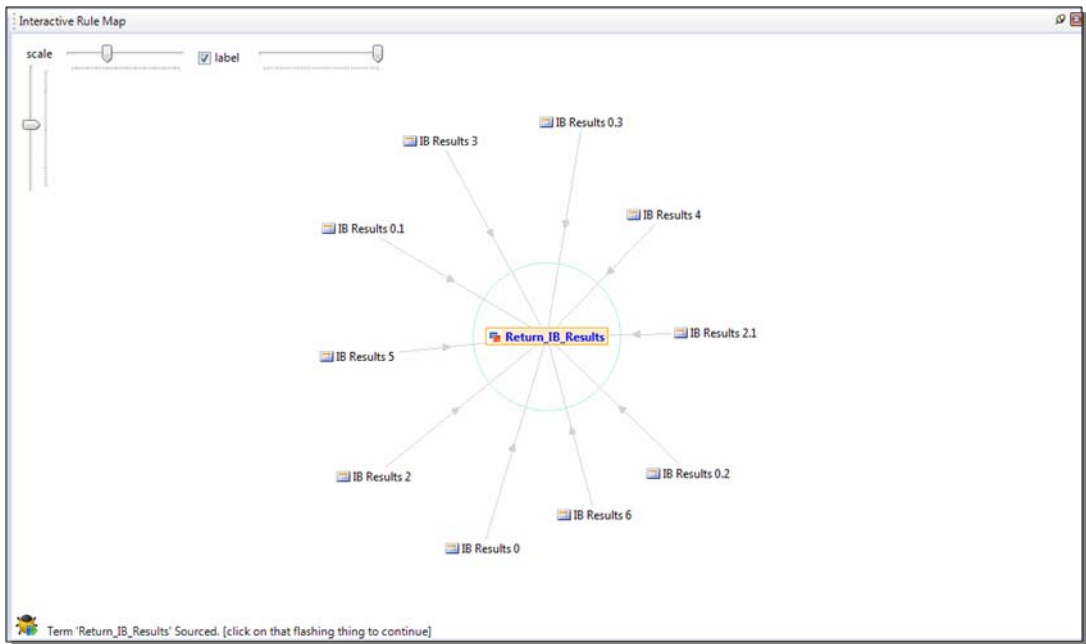 Interactive Rule Map
scale
label
IB Results 0.3
IB Results 3
IB Results 4
IB Results 0.1
Return_IB_Results
IB Results 2.1
IB Results 5
IB Results 2
IB Results 0.2
IB Results 6
IB Results 0
Term 'Return_IB_Results' Sourced. [click on that flashing thing to continue]